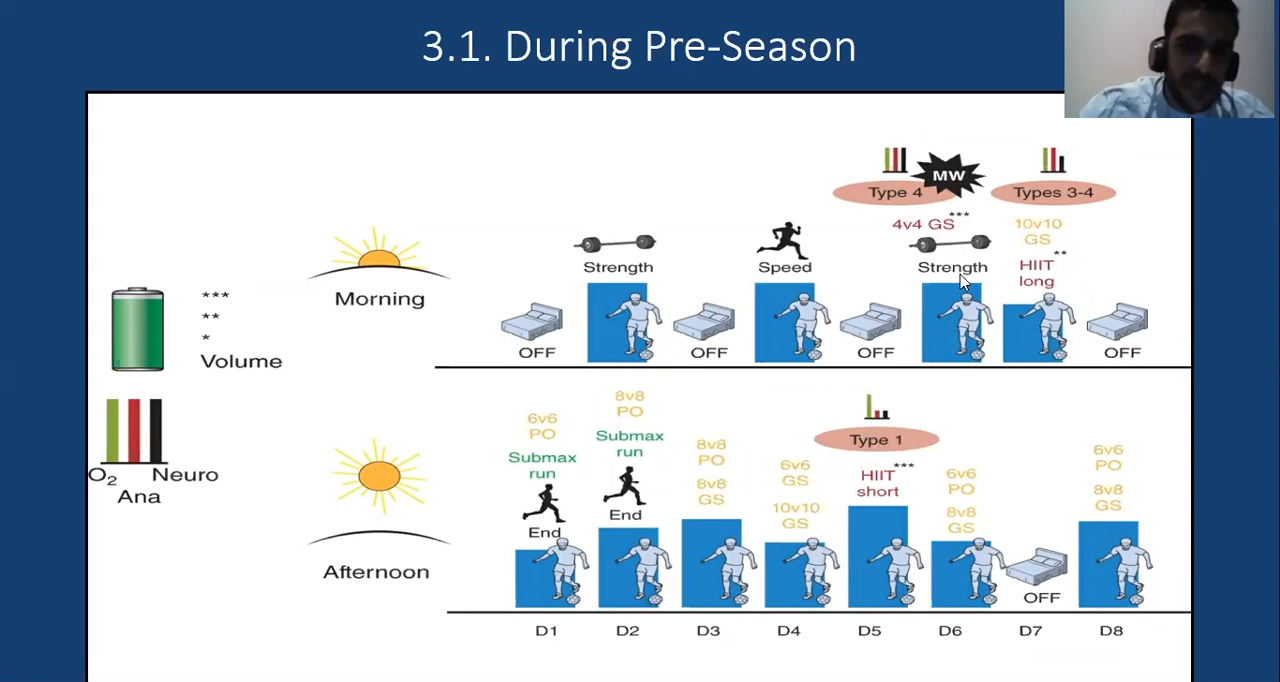 3.1. During Pre-Season
MW
Type 4
Types 3-4
4v4 GS***
10v10
GS
Strength
Speed
Strength
HIIT**
long
Morning
OFF
OFF
OFF
OFF
***
**
*
Volume
O2
Neuro
Ana
6v6
PO
Submax
run
End
8v8
PO
Submax
run
End
8v8
PO
8v8
GS
6v6
GS
10v10
GS
Type 1
HIIT***
short
6v6
PO
8v8
GS
OFF
6v6
PO
8v8
GS
Afternoon
D1
D2
D3
D4
D5
D6
D7
D8